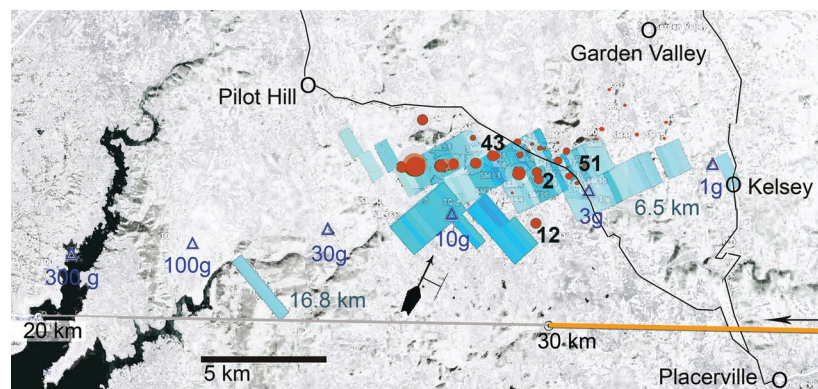 Garden Valley
Pilot Hill
43
51
2
1g
Kelsey
3g
6.5 km
10g
12
30g
100g
300 g
16.8 km
20 km
30 km
5 km
Placerville